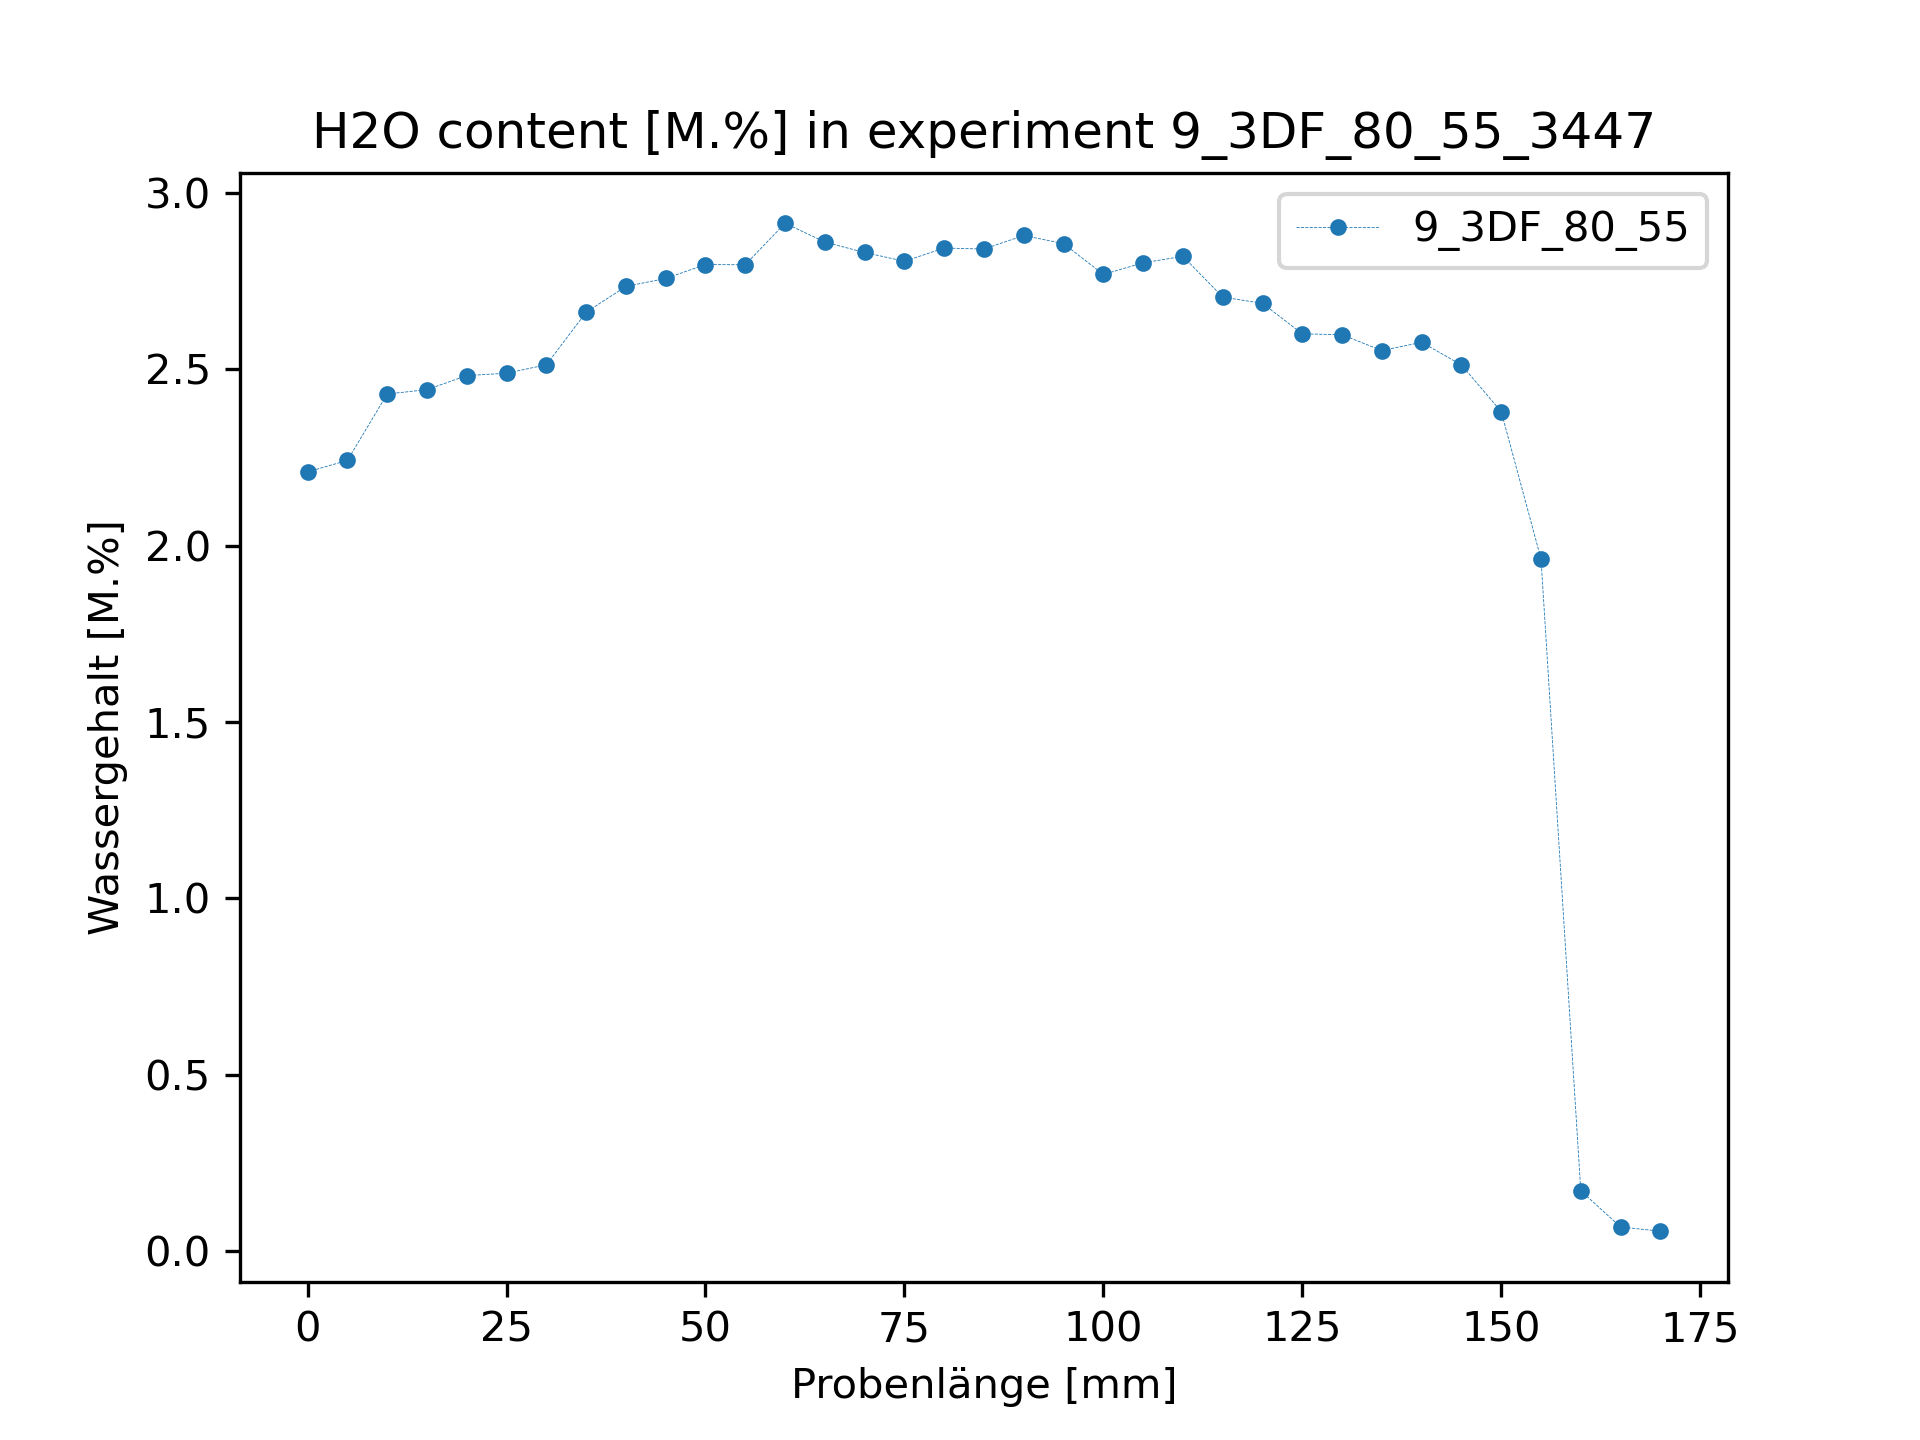 H2O content [M.%] in experiment 9_3DF_80_55_3447
9_3DF_80_55
3.0
2.5
2.0
1.5
1.0
0.5
0.0
Wassergehalt [M.%]
0 25 50 75 100 125 150 175
Probenlänge [mm]